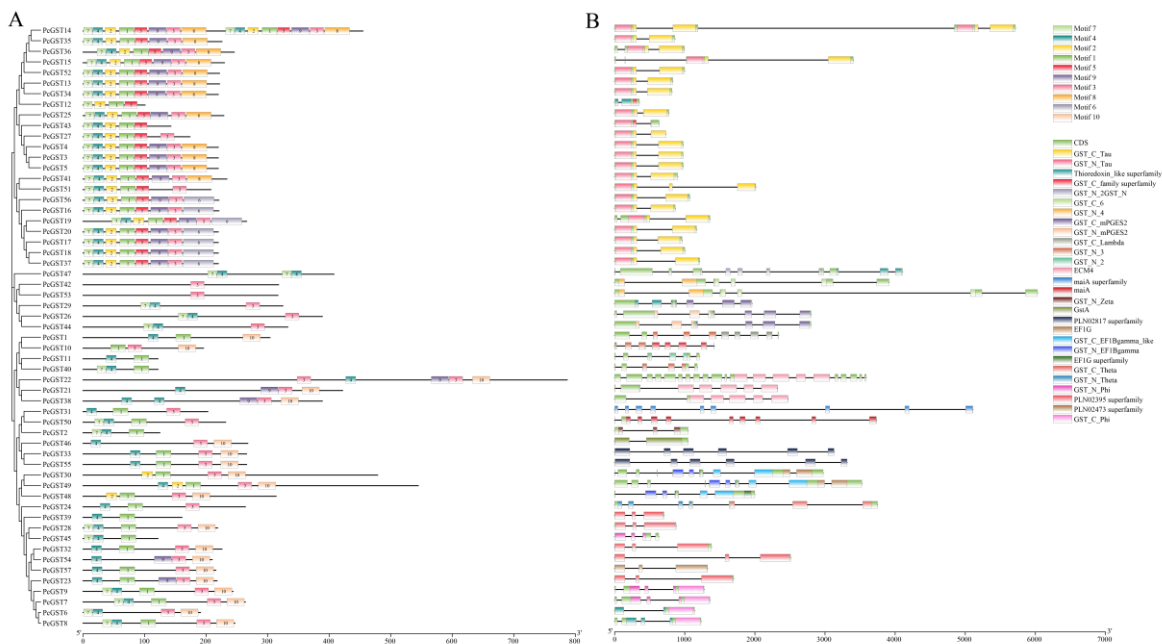 A
B
PcGST14
PcGST35
PcGST36
PcGST15
PcGST52
PcGST13
PcGST34
PcGST12
PcGST25
PcGST43
PcGST27
PcGST4
PcGST3
PcGST5
PcGST41
PcGST51
PcGST56
PcGST16
PcGST19
PcGST20
PcGST17
PcGST18
PcGST37
PcGST47
PcGST42
PcGST53
PcGST29
PcGST26
PcGST44
PcGST1
PcGST10
PcGST11
PcGST40
PcGST22
PcGST21
PcGST38
PcGST31
PcGST50
PcGST2
PcGST46
PcGST33
PcGST55
PcGST30
PcGST49
PcGST48
PcGST24
PcGST39
PcGST28
PcGST45
PcGST32
PcGST54
PcGST57
PcGST23
PcGST9
PcGST7
PcGST6
PcGST8
5' 3'
0 100 200 300 400 500 600 700 800
5' 3'
0 1000 2000 3000 4000 5000 6000 7000
Motif 7
Motif 4
Motif 2
Motif 1
Motif 5
Motif 9
Motif 3
Motif 8
Motif 6
Motif 10
CDS
GST_C_Tau
GST_N_Tau
Thioredoxin_like superfamily
GST_C_family superfamily
GST_N_2GST_N
GST_C_6
GST_N_4
GST_C_mPGES2
GST_N_mPGES2
GST_C_Lambda
GST_N_3
GST_N_2
ECM4
maiA superfamily
maiA
GST_N_Zeta
GstA
PLN02817 superfamily
EF1G
GST_C_EF1Bgamma_like
GST_N_EF1Bgamma
EF1G superfamily
GST_C_Theta
GST_N_Theta
GST_N_Phi
PLN02395 superfamily
PLN02473 superfamily
GST_C_Phi